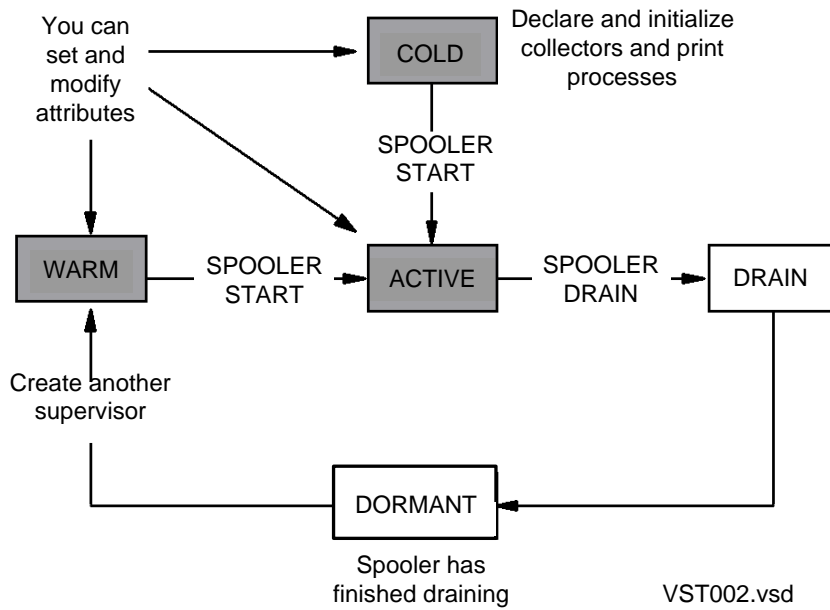 You can
set and
modify
attributes
COLD
Declare and initialize
collectors and print
processes
SPOOLER
START
WARM
SPOOLER
START
ACTIVE
SPOOLER
DRAIN
DRAIN
Create another
supervisor
DORMANT
Spooler has
finished draining
VST002.vsd